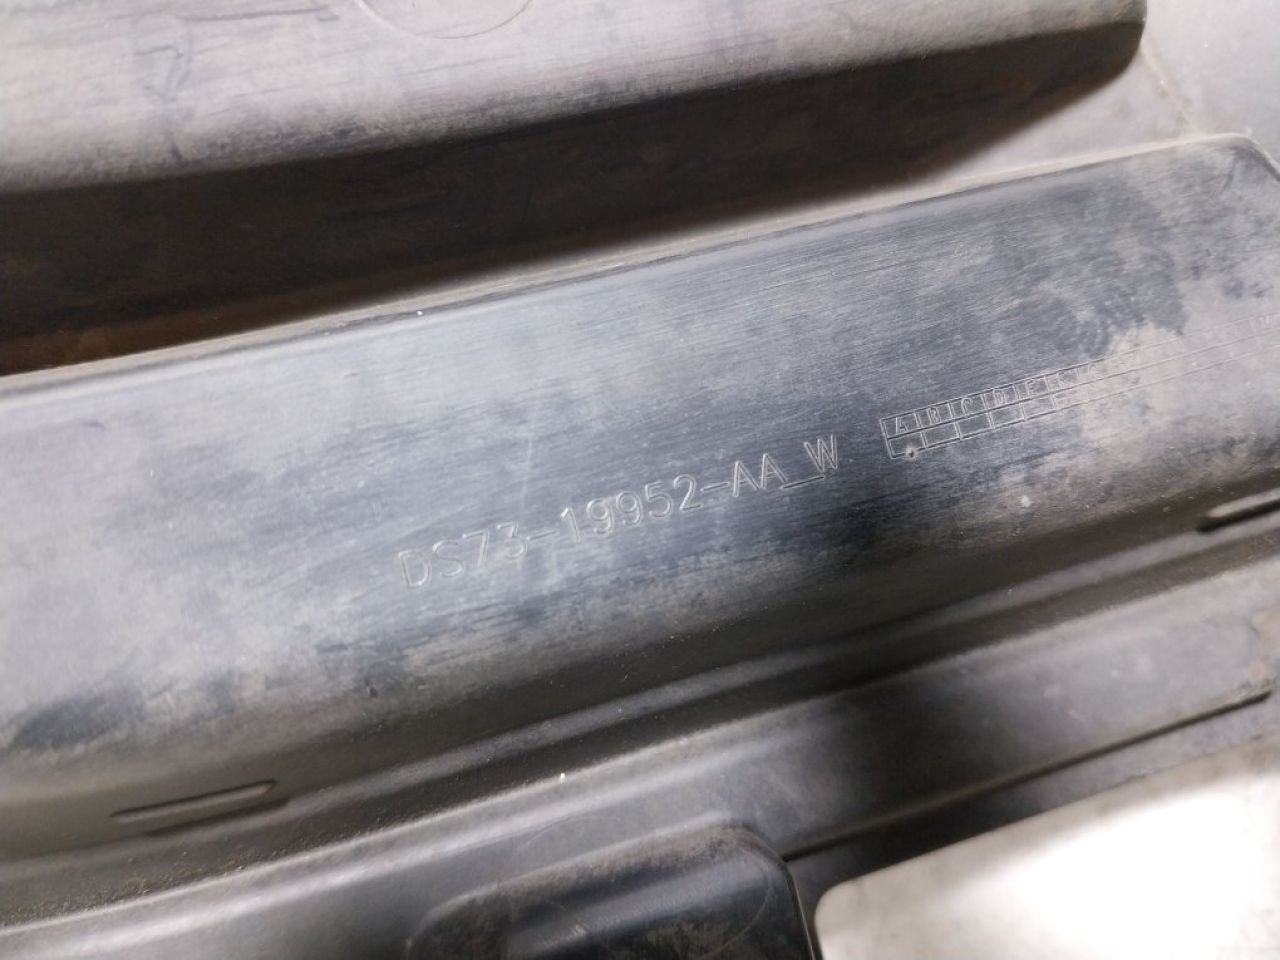 DS73-19952-AA_W
A B C D E F G